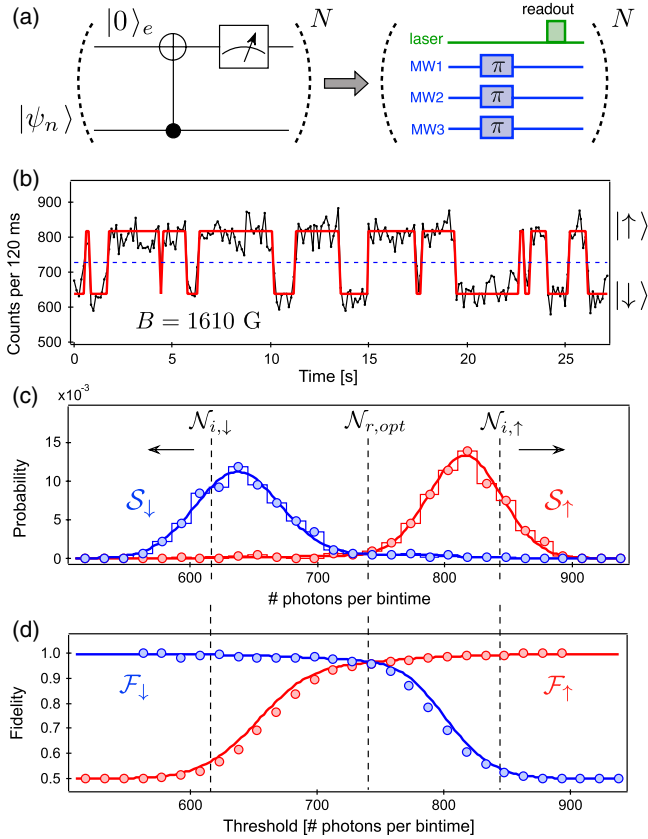 (a)
|0⟩e
N
|ψn⟩
readout
N
laser
MW1 π
MW2 π
MW3 π
(b)
900
800
700
600
500
Counts per 120 ms
|↑⟩
|↓⟩
B = 1610 G
0 5 10 15 20 25
Time [s]
(c)
x10⁻³
15
10
5
0
Probability
𝒩i,↓ 𝒩r,opt 𝒩i,↑
𝒮↓ 𝒮↑
600 700 800 900
# photons per bintime
(d)
1.0
0.9
0.8
0.7
0.6
0.5
Fidelity
ℱ↓ ℱ↑
600 700 800 900
Threshold [# photons per bintime]